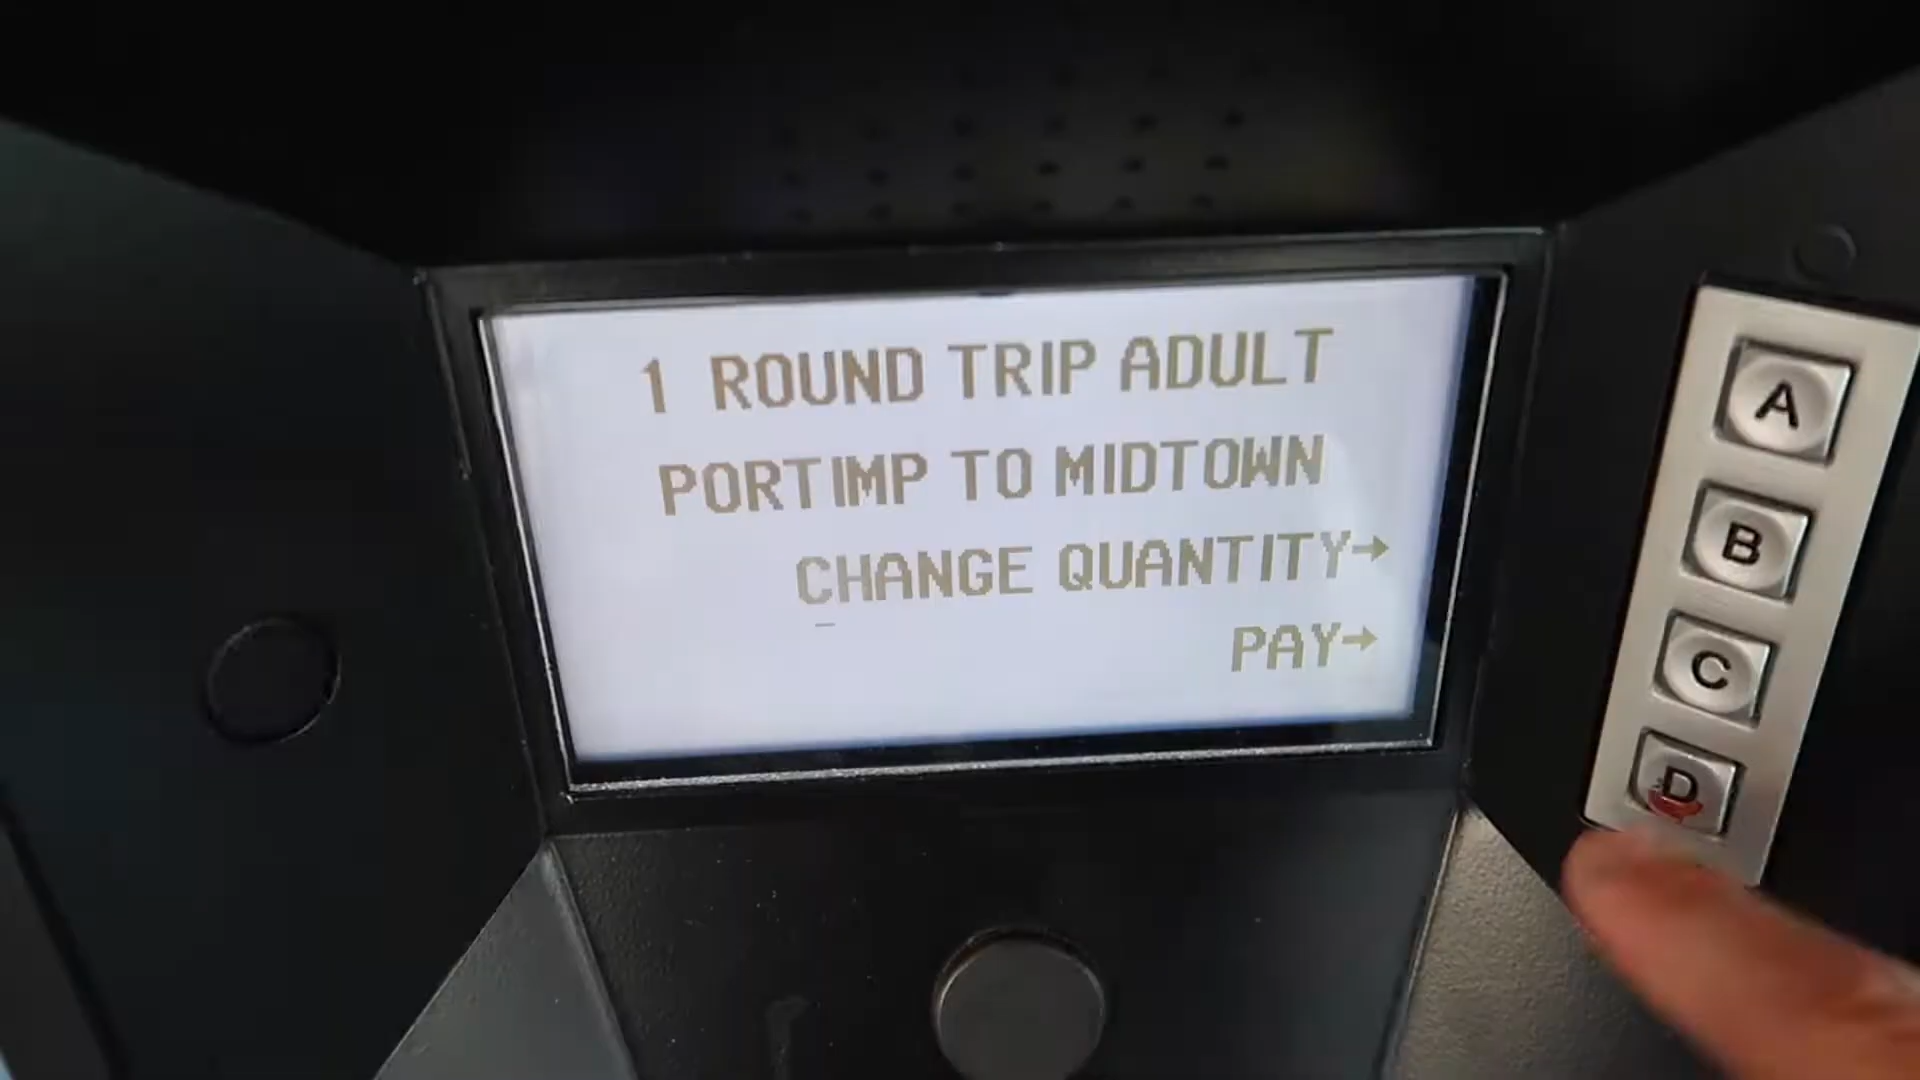 1 ROUND TRIP ADULT
PORTIMP TO MIDTOWN
CHANGE QUANTITY→
PAY→
A
B
C
D